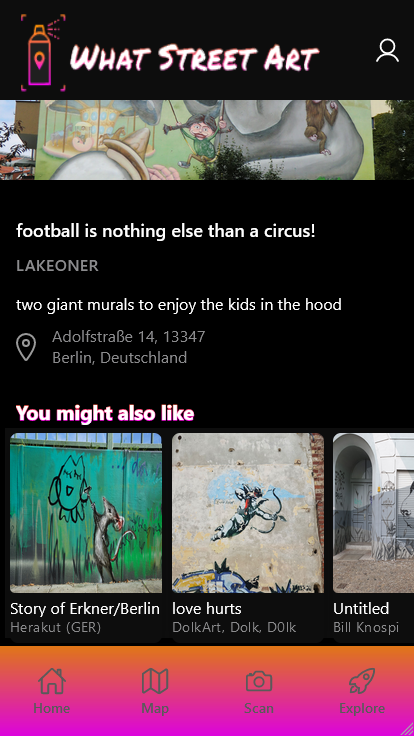 What Street Art
football is nothing else than a circus!
LAKEONER
two giant murals to enjoy the kids in the hood
Adolfstraße 14, 13347
Berlin, Deutschland
You might also like
Story of Erkner/Berlin
Herakut (GER)
love hurts
DolkArt, Dolk, D0lk
Untitled
Bill Knospi
Home
Map
Scan
Explore